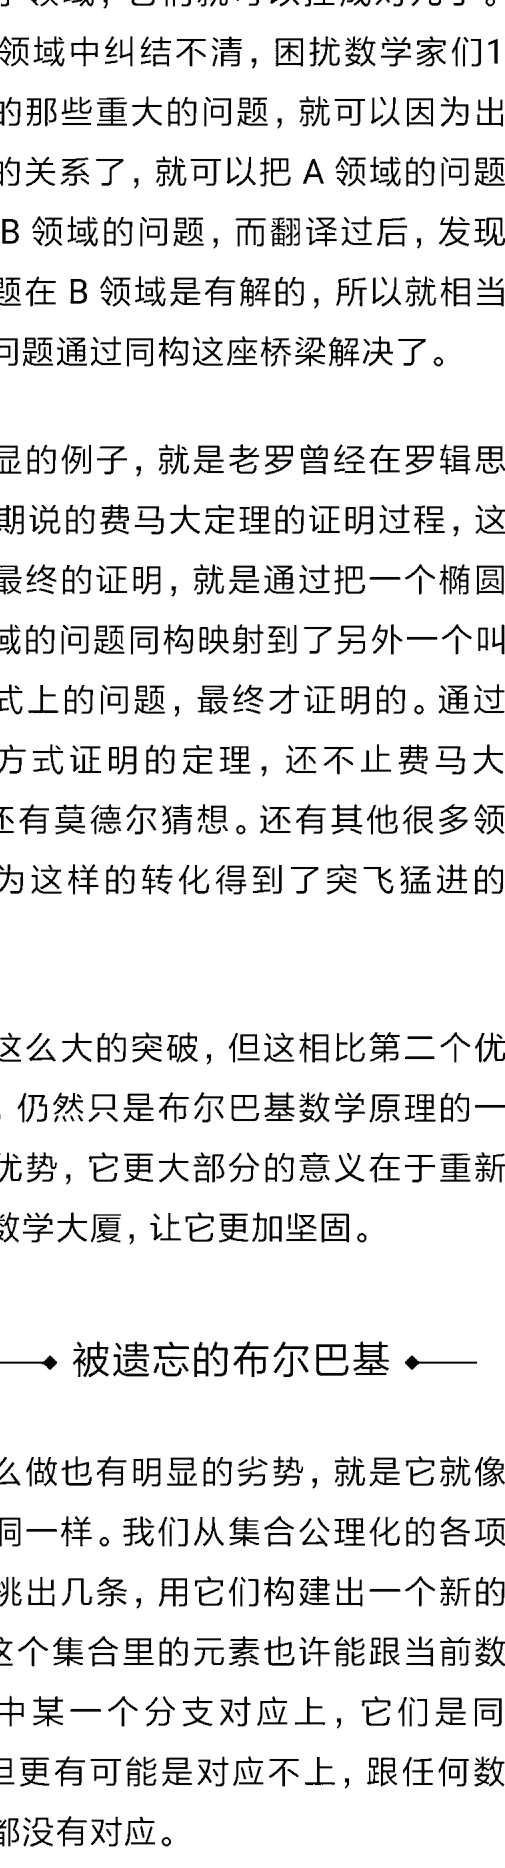 领域中纠结不清，困扰数学家们1
的那些重大的问题，就可以因为出
的关系了，就可以把 A 领域的问题
B 领域的问题，而翻译过后，发现
题在 B 领域是有解的，所以就相当
问题通过同构这座桥梁解决了。
显的例子，就是老罗曾经在罗辑思
期说的费马大定理的证明过程，这
最终的证明，就是通过把一个椭圆
域的问题同构映射到了另外一个叫
式上的问题，最终才证明的。通过
方式证明的定理，还不止费马大
还有莫德尔猜想。还有其他很多领
为这样的转化得到了突飞猛进的
这么大的突破，但这相比第二个优
，仍然只是布尔巴基数学原理的一
优势，它更大部分的意义在于重新
数学大厦，让它更加坚固。
被遗忘的布尔巴基
么做也有明显的劣势，就是它就像
同一样。我们从集合公理化的各项
挑出几条，用它们构建出一个新的
这个集合里的元素也许能跟当前数
中某一个分支对应上，它们是同
但更有可能是对应不上，跟任何数
都没有对应。